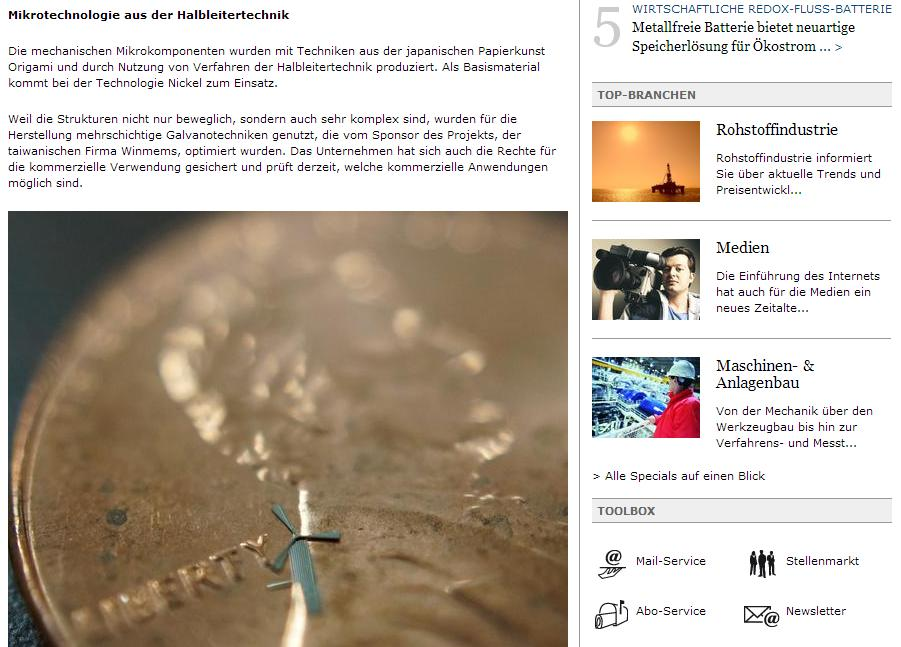 Mikrotechnologie aus der Halbleitertechnik
Die mechanischen Mikrokomponenten wurden mit Techniken aus der japanischen Papierkunst
Origami und durch Nutzung von Verfahren der Halbleitertechnik produziert. Als Basismaterial
kommt bei der Technologie Nickel zum Einsatz.
Weil die Strukturen nicht nur beweglich, sondern auch sehr komplex sind, wurden für die
Herstellung mehrschichtige Galvanotechniken genutzt, die vom Sponsor des Projekts, der
taiwanischen Firma Winmems, optimiert wurden. Das Unternehmen hat sich auch die Rechte für
die kommerzielle Verwendung gesichert und prüft derzeit, welche kommerzielle Anwendungen
möglich sind.
LIBERTY
5
WIRTSCHAFTLICHE REDOX-FLUSS-BATTERIE
Metallfreie Batterie bietet neuartige
Speicherlösung für Ökostrom ... >
TOP-BRANCHEN
Rohstoffindustrie
Rohstoffindustrie informiert
Sie über aktuelle Trends und
Preisentwickl...
Medien
Die Einführung des Internets
hat auch für die Medien ein
neues Zeitalte...
Maschinen- &
Anlagenbau
Von der Mechanik über den
Werkzeugbau bis hin zur
Verfahrens- und Messt...
> Alle Specials auf einen Blick
TOOLBOX
Mail-Service
Stellenmarkt
Abo-Service
Newsletter